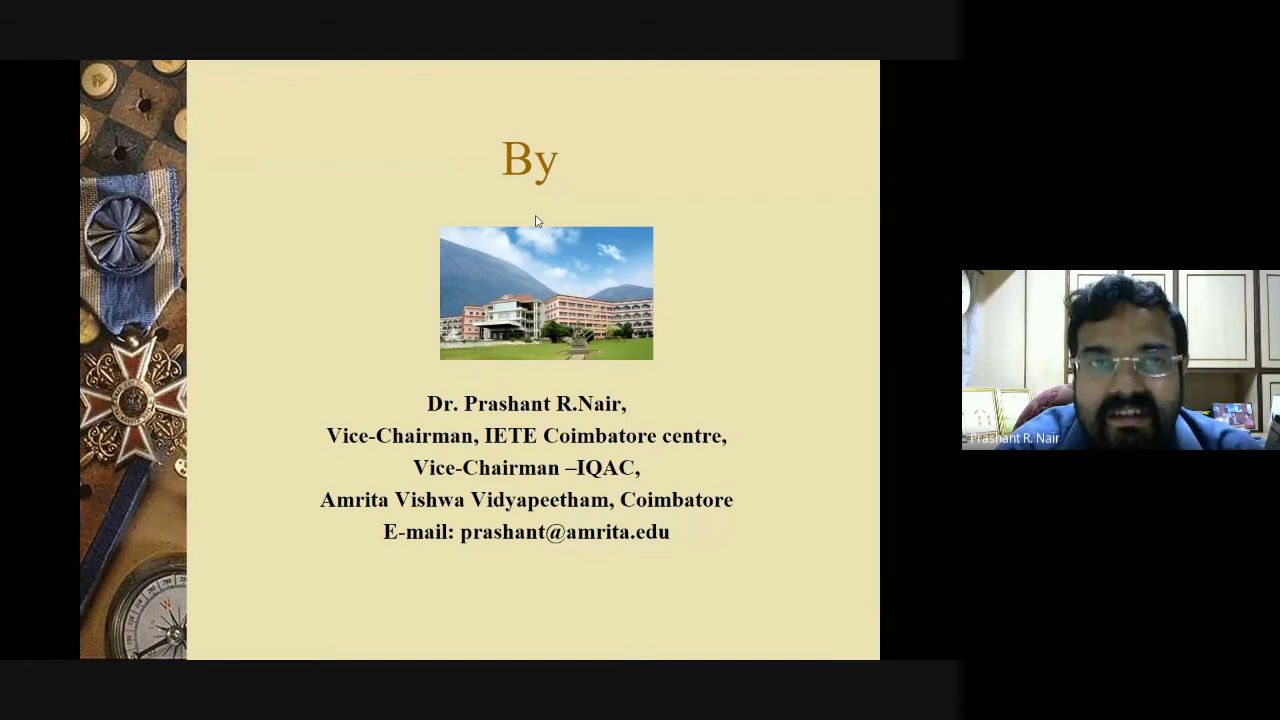 By
Dr. Prashant R.Nair,
Vice-Chairman, IETE Coimbatore centre,
Vice-Chairman –IQAC,
Amrita Vishwa Vidyapeetham, Coimbatore
E-mail: prashant@amrita.edu
Prashant R. Nair